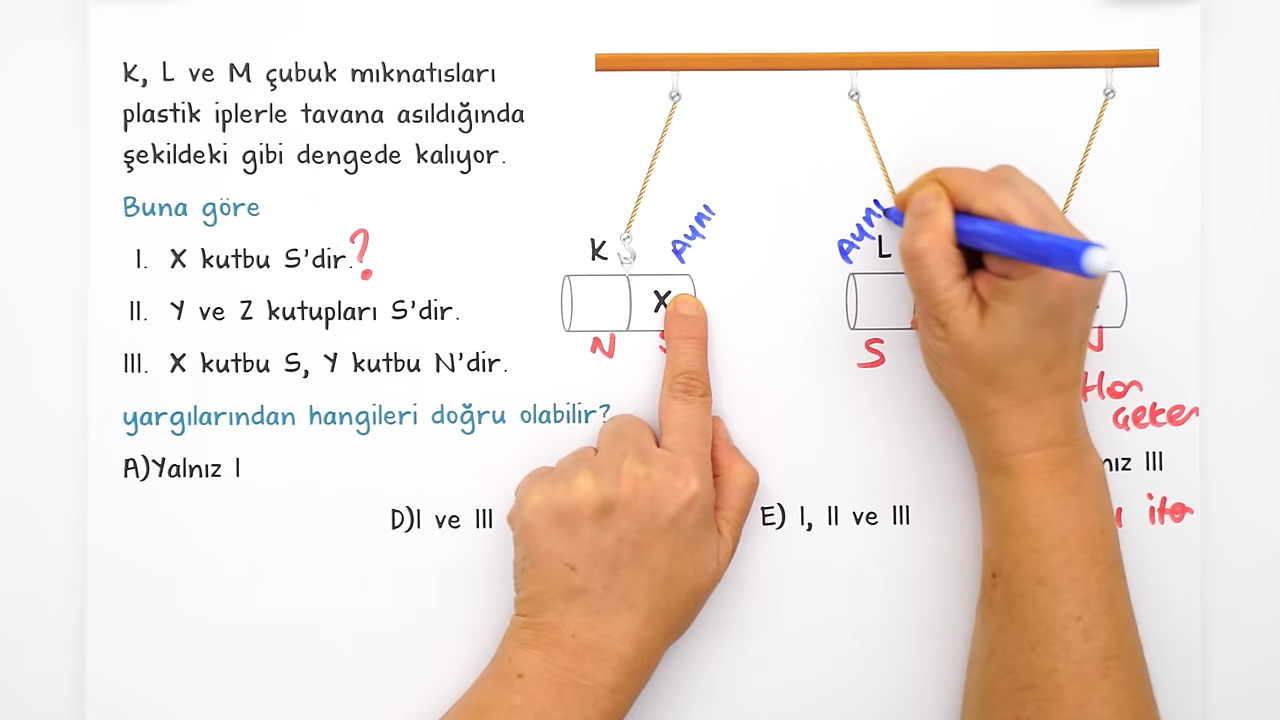 K, L ve M çubuk mıknatısları
plastik iplerle tavana asıldığında
şekildeki gibi dengede kalıyor.
Buna göre
I. X kutbu S'dir.?
II. Y ve Z kutupları S'dir.
III. X kutbu S, Y kutbu N'dir.
yargılarından hangileri doğru olabilir?
A)Yalnız I
III
D)I ve III
E) I, II ve III
K
Aynı
X
N
Aynı
L
S